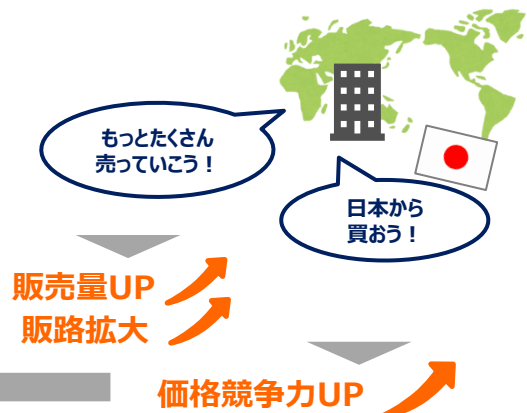 もっとたくさん
売っていこう！
日本から
買おう！
販売量UP
販路拡大
価格競争力UP